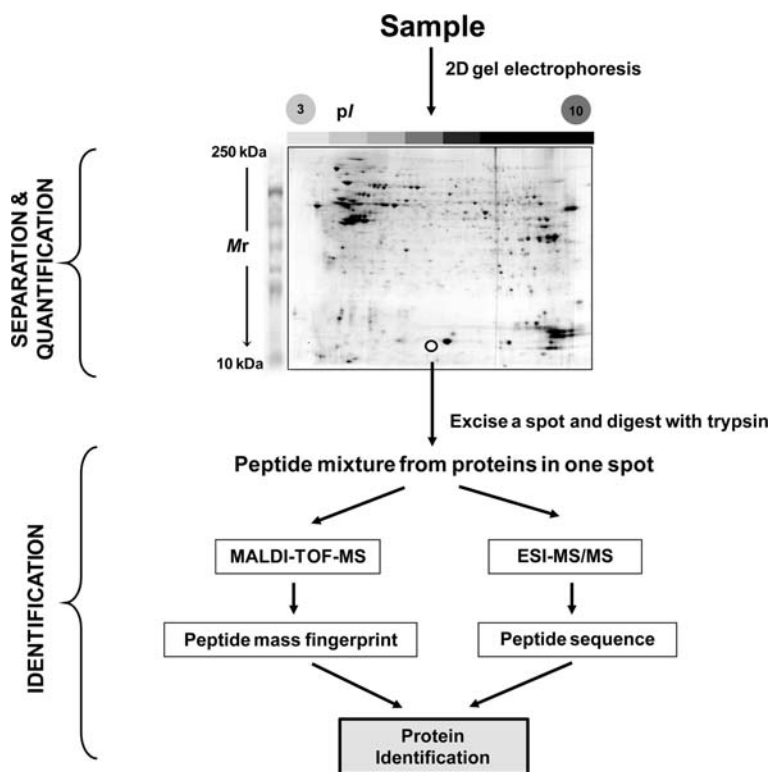 Sample
2D gel electrophoresis
3
pI
10
250 kDa
Mr
10 kDa
SEPARATION &
QUANTIFICATION
Excise a spot and digest with trypsin
Peptide mixture from proteins in one spot
MALDI-TOF-MS
ESI-MS/MS
Peptide mass fingerprint
Peptide sequence
IDENTIFICATION
Protein
Identification